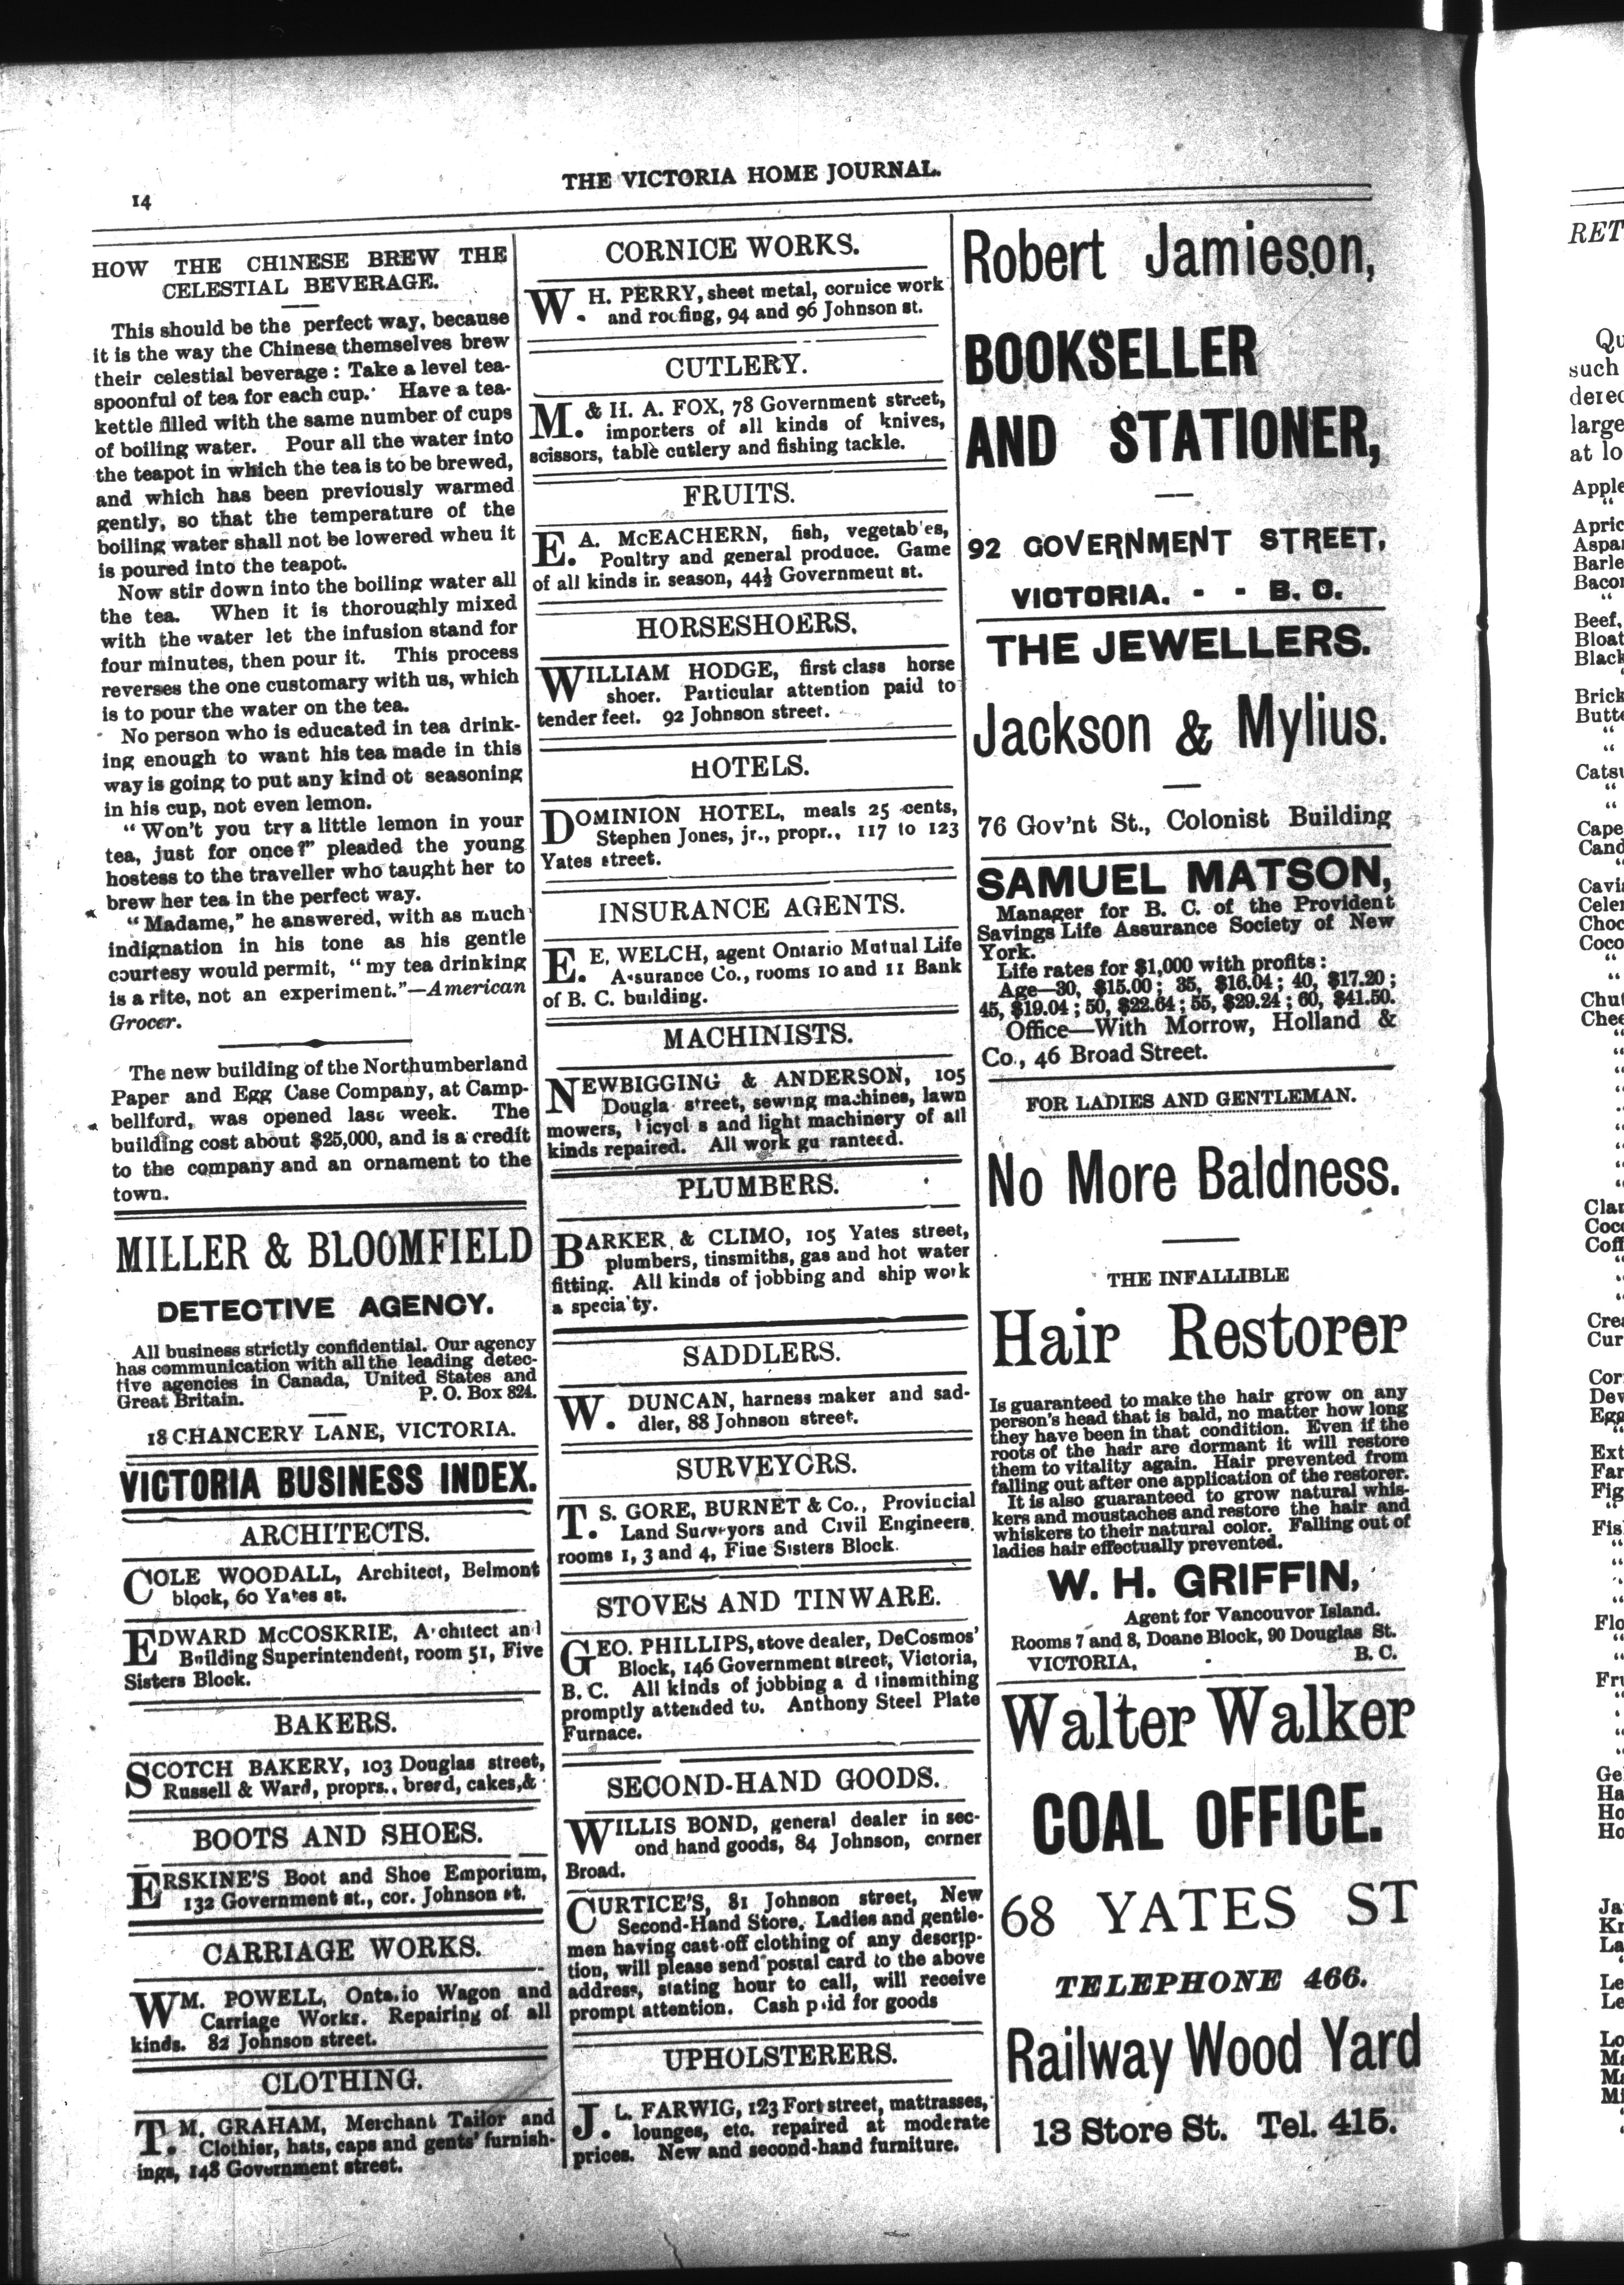 14
THE VICTORIA HOME JOURNAL.
HOW THE CHINESE BREW THE
CELESTIAL BEVERAGE.
This should be the perfect way, because
it is the way the Chinese themselves brew
their celestial beverage: Take a level tea-
spoonful of tea for each cup. Have a tea-
kettle filled with the same number of cups
of boiling water. Pour all the water into
the teapot in which the tea is to be brewed,
and which has been previously warmed
gently, so that the temperature of the
boiling water shall not be lowered wheu it
is poured into the teapot.
Now stir down into the boiling water all
the tea. When it is thoroughly mixed
with the water let the infusion stand for
four minutes, then pour it. This process
reverses the one customary with us, which
is to pour the water on the tea.
No person who is educated in tea drink-
ing enough to want his tea made in this
way is going to put any kind ot seasoning
in his cup, not even lemon.
"Won't you try a little lemon in your
tea, just for once?" pleaded the young
hostess to the traveller who taught her to
brew her tea in the perfect way.
"Madame," he answered, with as much
indignation in his tone as his gentle
courtesy would permit, "my tea drinking
is a rite, not an experiment."—American
Grocer.
The new building of the Northumberland
Paper and Egg Case Company, at Camp-
bellford, was opened last week. The
building cost about $25,000, and is a credit
to the company and an ornament to the
town.
MILLER & BLOOMFIELD
DETECTIVE AGENCY.
All business strictly confidential. Our agency
has communication with all the leading detec-
tive agencies in Canada, United States and
Great Britain. P. O. Box 824.
18 CHANCERY LANE, VICTORIA.
VICTORIA BUSINESS INDEX.
ARCHITECTS.
COLE WOODALL, Architect, Belmont
block, 60 Yates st.
EDWARD McCOSKRIE, Architect and
Building Superintendent, room 51, Five
Sisters Block.
BAKERS.
SCOTCH BAKERY, 103 Douglas street,
Russell & Ward, proprs., bread, cakes,&
BOOTS AND SHOES.
ERSKINE'S Boot and Shoe Emporium,
132 Government st., cor. Johnson st.
CARRIAGE WORKS.
WM. POWELL, Ontario Wagon and
Carriage Works. Repairing of all
kinds. 82 Johnson street.
CLOTHING.
T. M. GRAHAM, Merchant Tailor and
Clothier, hats, caps and gents' furnish-
ings, 148 Government street.
CORNICE WORKS.
W. H. PERRY, sheet metal, cornice work
and roofing, 94 and 96 Johnson st.
CUTLERY.
M. & H. A. FOX, 78 Government street,
importers of all kinds of knives,
scissors, table cutlery and fishing tackle.
FRUITS.
E. A. McEACHERN, fish, vegetables,
Poultry and general produce. Game
of all kinds in season, 44½ Governmeut st.
HORSESHOERS.
WILLIAM HODGE, first class horse
shoer. Particular attention paid to
tender feet. 92 Johnson street.
HOTELS.
DOMINION HOTEL, meals 25 cents,
Stephen Jones, jr., propr., 117 to 123
Yates street.
INSURANCE AGENTS.
E. E. WELCH, agent Ontario Mutual Life
Assurance Co., rooms 10 and 11 Bank
of B. C. building.
MACHINISTS.
NEWBIGGING & ANDERSON, 105
Dougla street, sewing machines, lawn
mowers, bicycl s and light machinery of all
kinds repaired. All work gu ranteed.
PLUMBERS.
BARKER & CLIMO, 105 Yates street,
plumbers, tinsmiths, gas and hot water
fitting. All kinds of jobbing and ship work
a specia'ty.
SADDLERS.
W. DUNCAN, harness maker and sad-
dler, 88 Johnson street.
SURVEYORS.
T. S. GORE, BURNET & Co., Provincial
Land Surveyors and Civil Engineers,
rooms 1, 3 and 4, Five Sisters Block.
STOVES AND TINWARE.
GEO. PHILLIPS, stove dealer, DeCosmos'
Block, 146 Government street, Victoria,
B. C. All kinds of jobbing a d tinsmithing
promptly attended to. Anthony Steel Plate
Furnace.
SECOND-HAND GOODS.
WILLIS BOND, general dealer in sec-
ond hand goods, 84 Johnson, corner
Broad.
CURTICE'S, 81 Johnson street, New
Second-Hand Store. Ladies and gentle-
men having cast-off clothing of any descrip-
tion, will please send postal card to the above
address, stating hour to call, will receive
prompt attention. Cash paid for goods
UPHOLSTERERS.
J. L. FARWIG, 123 Fort street, mattrasses,
lounges, etc. repaired at moderate
prices. New and second-hand furniture.
Robert Jamieson,
BOOKSELLER
AND STATIONER,
92 GOVERNMENT STREET,
VICTORIA. - - B. C.
THE JEWELLERS.
Jackson & Mylius.
76 Gov'nt St., Colonist Building
SAMUEL MATSON,
Manager for B. C. of the Provident
Savings Life Assurance Society of New
York.
Life rates for $1,000 with profits:
Age—30, $15.00; 35, $16.04; 40, $17.20;
45, $19.04; 50, $22.64; 55, $29.24; 60, $41.50.
Office—With Morrow, Holland &
Co., 46 Broad Street.
FOR LADIES AND GENTLEMAN.
No More Baldness.
THE INFALLIBLE
Hair Restorer
Is guaranteed to make the hair grow on any
person's head that is bald, no matter how long
they have been in that condition. Even if the
roots of the hair are dormant it will restore
them to vitality again. Hair prevented from
falling out after one application of the restorer.
It is also guaranteed to grow natural whis-
kers and moustaches and restore the hair and
whiskers to their natural color. Falling out of
ladies hair effectually prevented.
W. H. GRIFFIN,
Agent for Vancouvor Island.
Rooms 7 and 8, Doane Block, 90 Douglas St.
VICTORIA, B. C.
Walter Walker
COAL OFFICE.
68 YATES ST
TELEPHONE 466.
Railway Wood Yard
13 Store St. Tel. 415.
RET
such
large
at lo